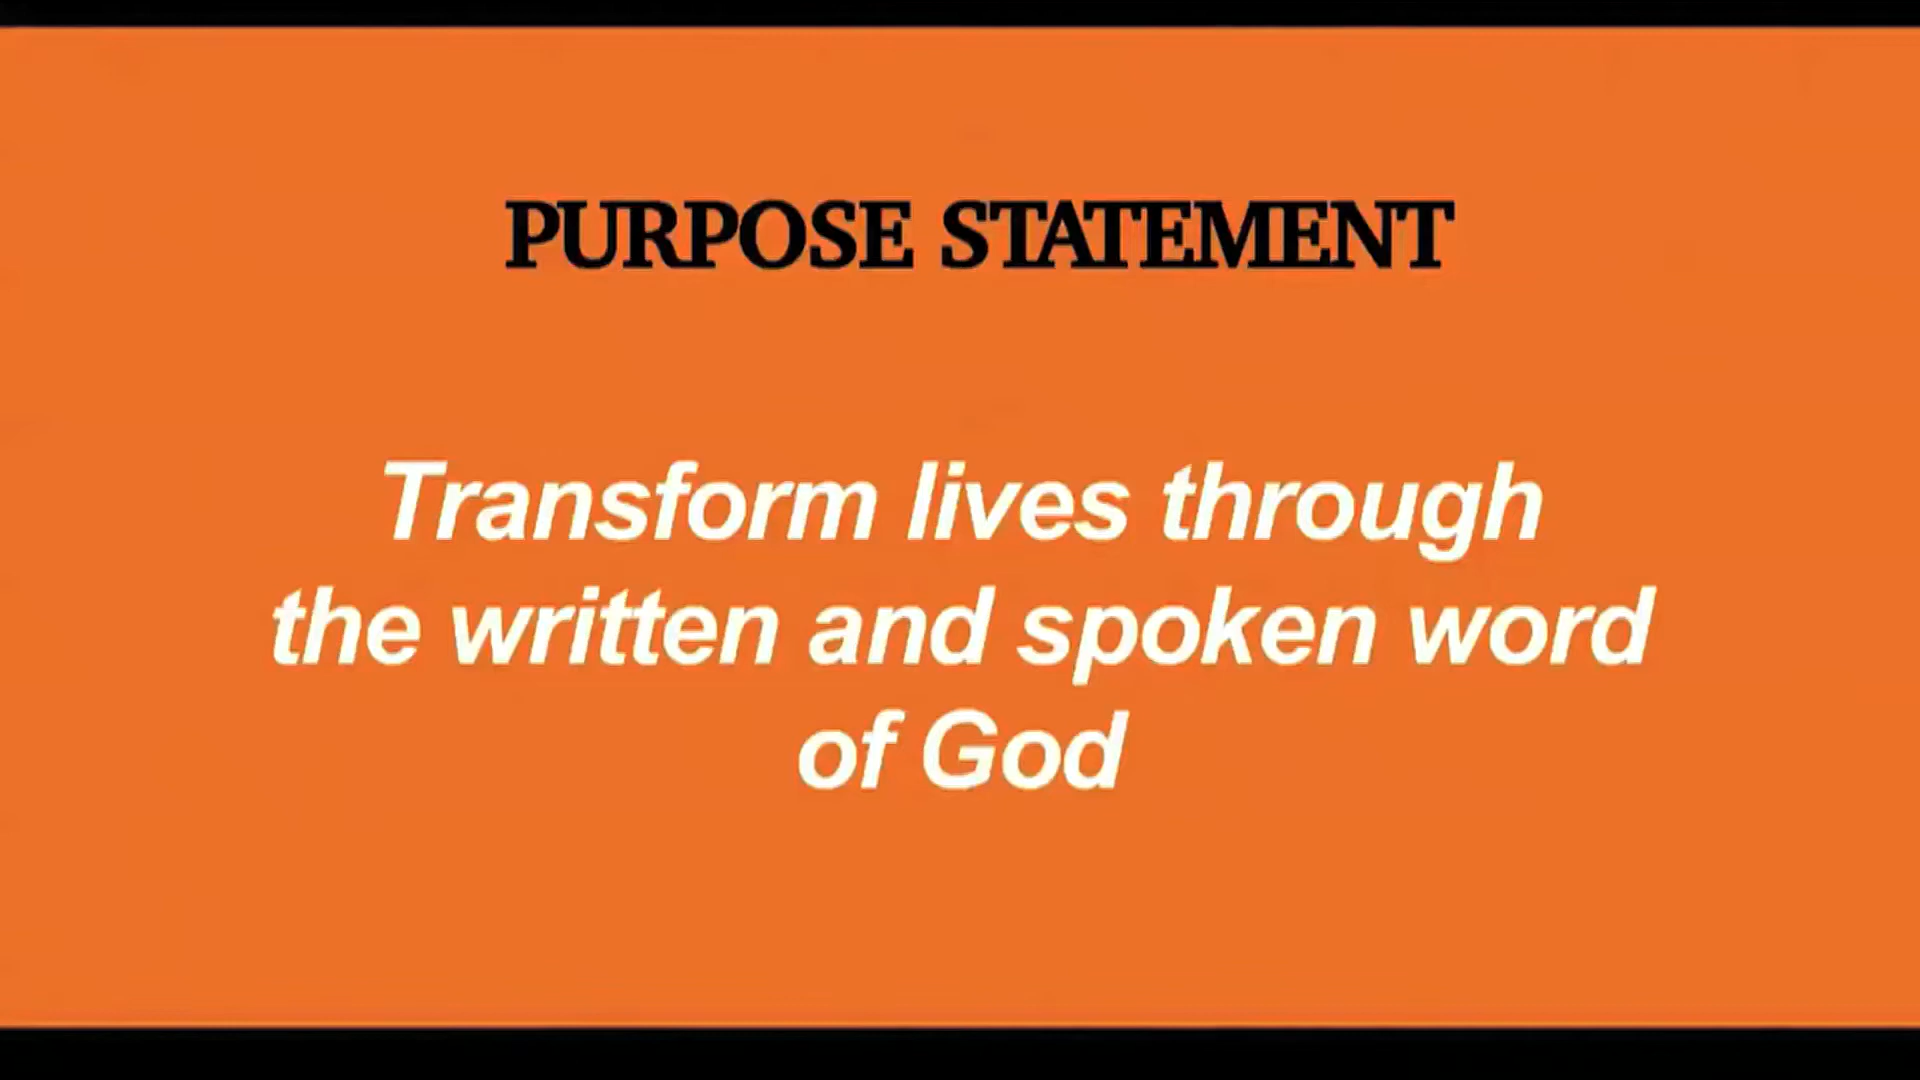 PURPOSE STATEMENT
Transform lives through
the written and spoken word
of God